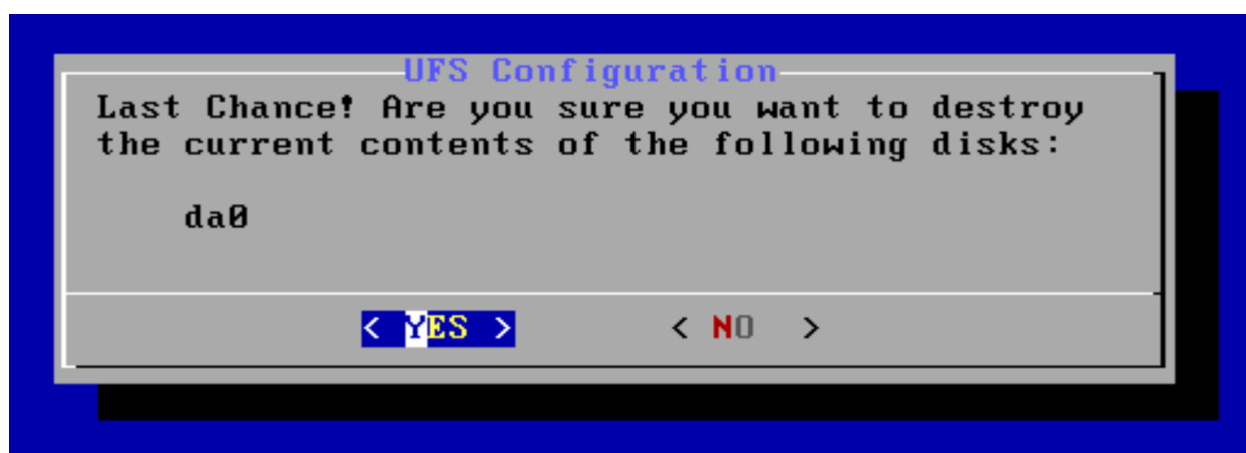 UFS Configuration
Last Chance! Are you sure you want to destroy
the current contents of the following disks:
da0
< YES > < NO >